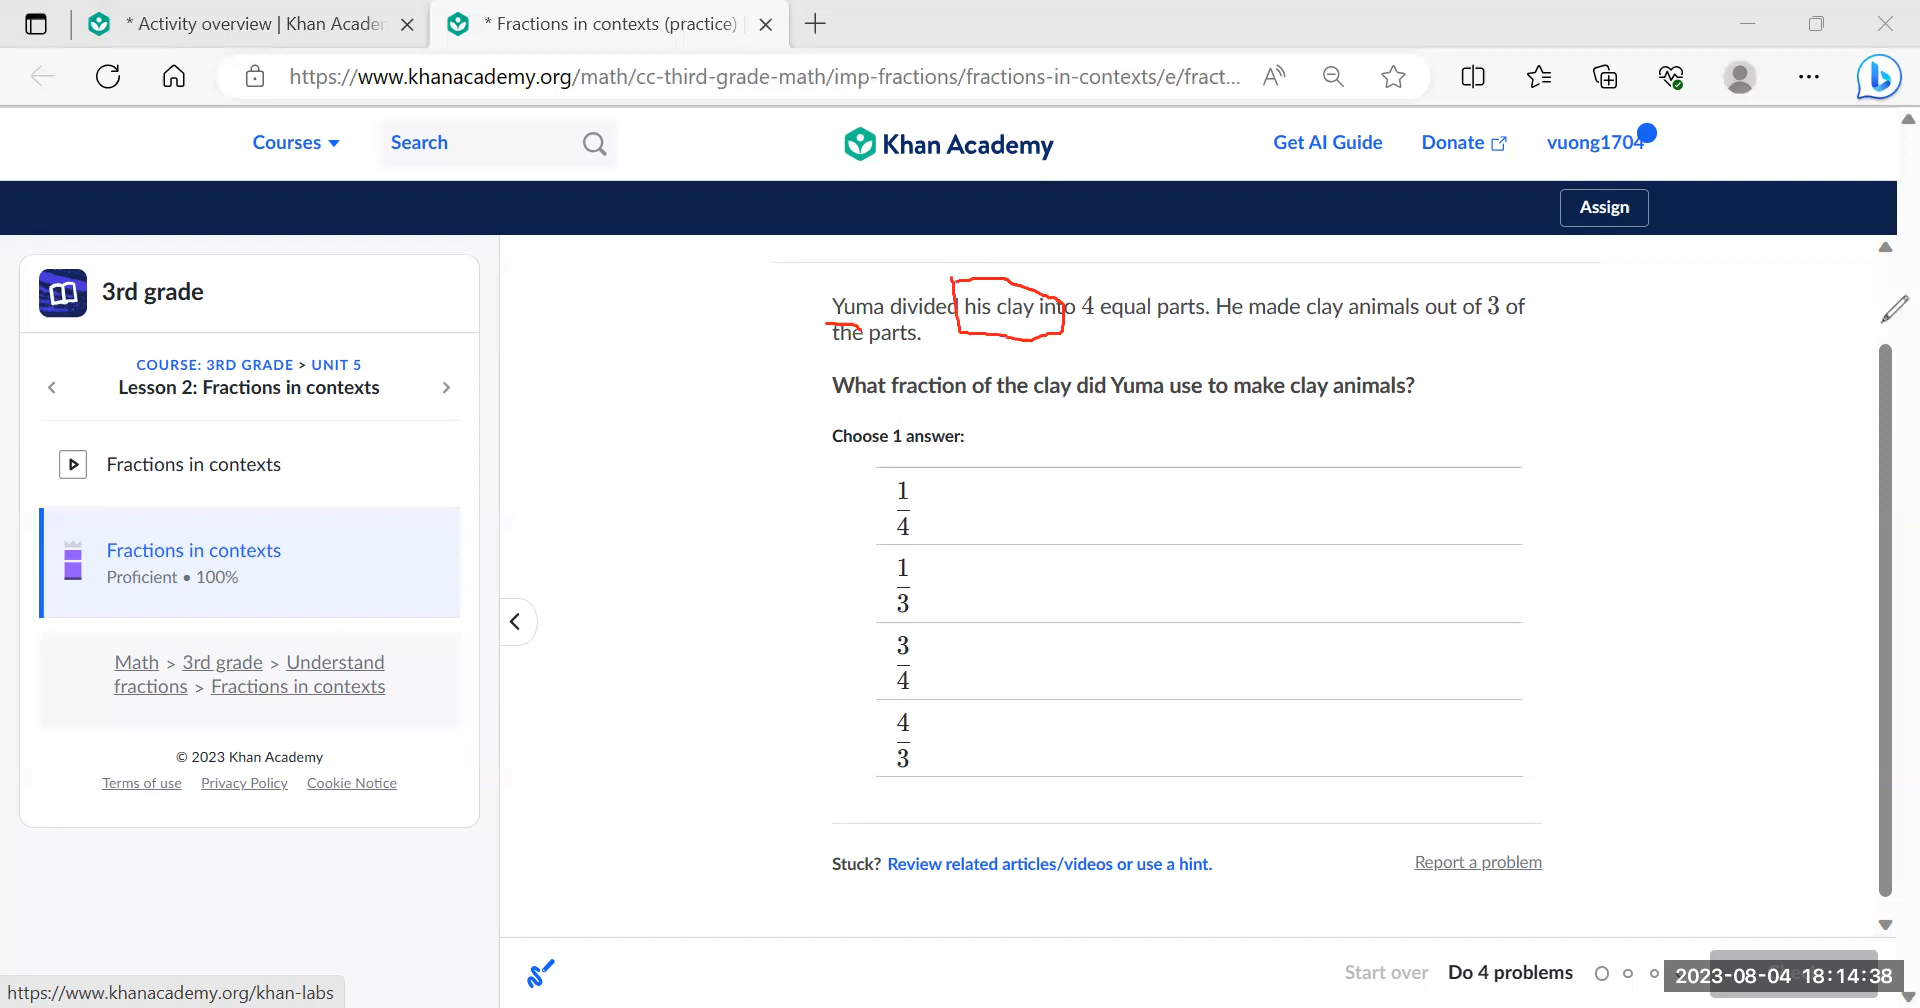 * Activity overview | Khan Academ
* Fractions in contexts (practice) |
https://www.khanacademy.org/math/cc-third-grade-math/imp-fractions/fractions-in-contexts/e/fract...
Courses
Search
Khan Academy
Get AI Guide
Donate
vuong1704
Assign
3rd grade
COURSE: 3RD GRADE > UNIT 5
Lesson 2: Fractions in contexts
Fractions in contexts
Fractions in contexts
Proficient • 100%
Math > 3rd grade > Understand
fractions > Fractions in contexts
© 2023 Khan Academy
Terms of use Privacy Policy Cookie Notice
Yuma divided his clay into 4 equal parts. He made clay animals out of 3 of
the parts.
What fraction of the clay did Yuma use to make clay animals?
Choose 1 answer:
1
4
1
3
3
4
4
3
Stuck? Review related articles/videos or use a hint.
Report a problem
Start over
Do 4 problems
2023-08-04 18:14:38
https://www.khanacademy.org/khan-labs